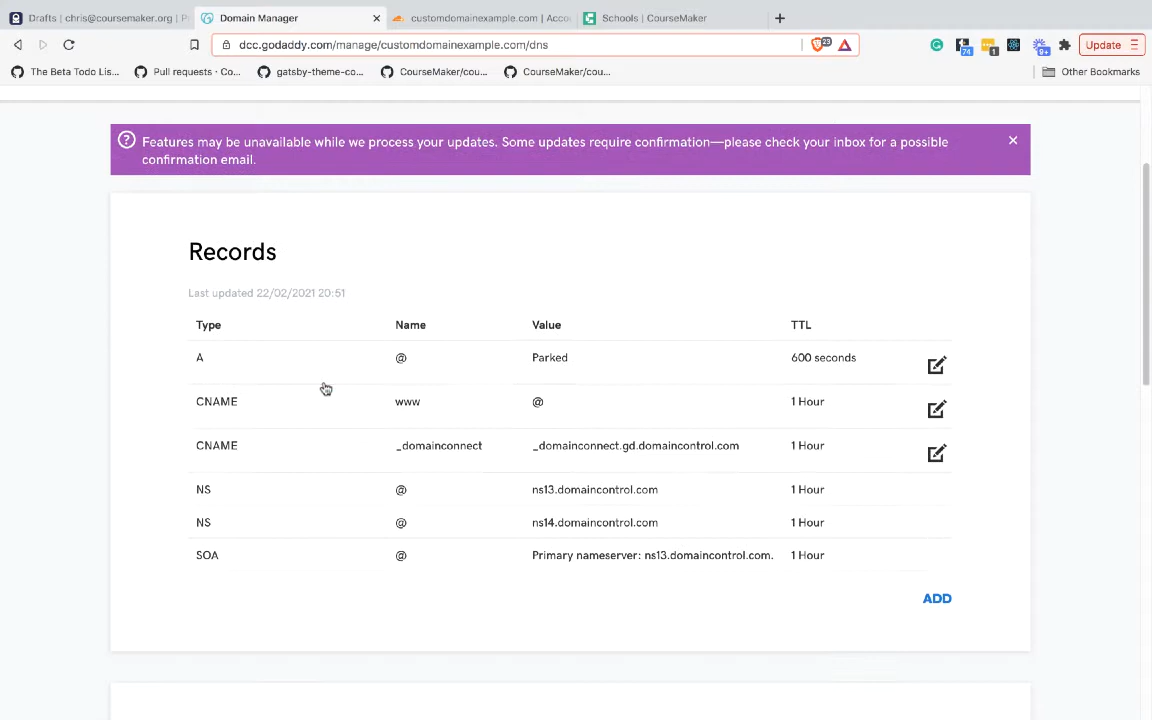 Drafts | chris@coursemaker.org | P
Domain Manager
customdomainexample.com | Acco
Schools | CourseMaker
dcc.godaddy.com/manage/customdomainexample.com/dns
23
74
1
9+
Update
The Beta Todo Lis...
Pull requests · Co...
gatsby-theme-co...
CourseMaker/cou...
CourseMaker/cou...
Other Bookmarks
Features may be unavailable while we process your updates. Some updates require confirmation—please check your inbox for a possible
confirmation email.
Records
Last updated 22/02/2021 20:51
Type Name Value TTL
A @ Parked 600 seconds
CNAME www @ 1 Hour
CNAME _domainconnect _domainconnect.gd.domaincontrol.com 1 Hour
NS @ ns13.domaincontrol.com 1 Hour
NS @ ns14.domaincontrol.com 1 Hour
SOA @ Primary nameserver: ns13.domaincontrol.com. 1 Hour
ADD